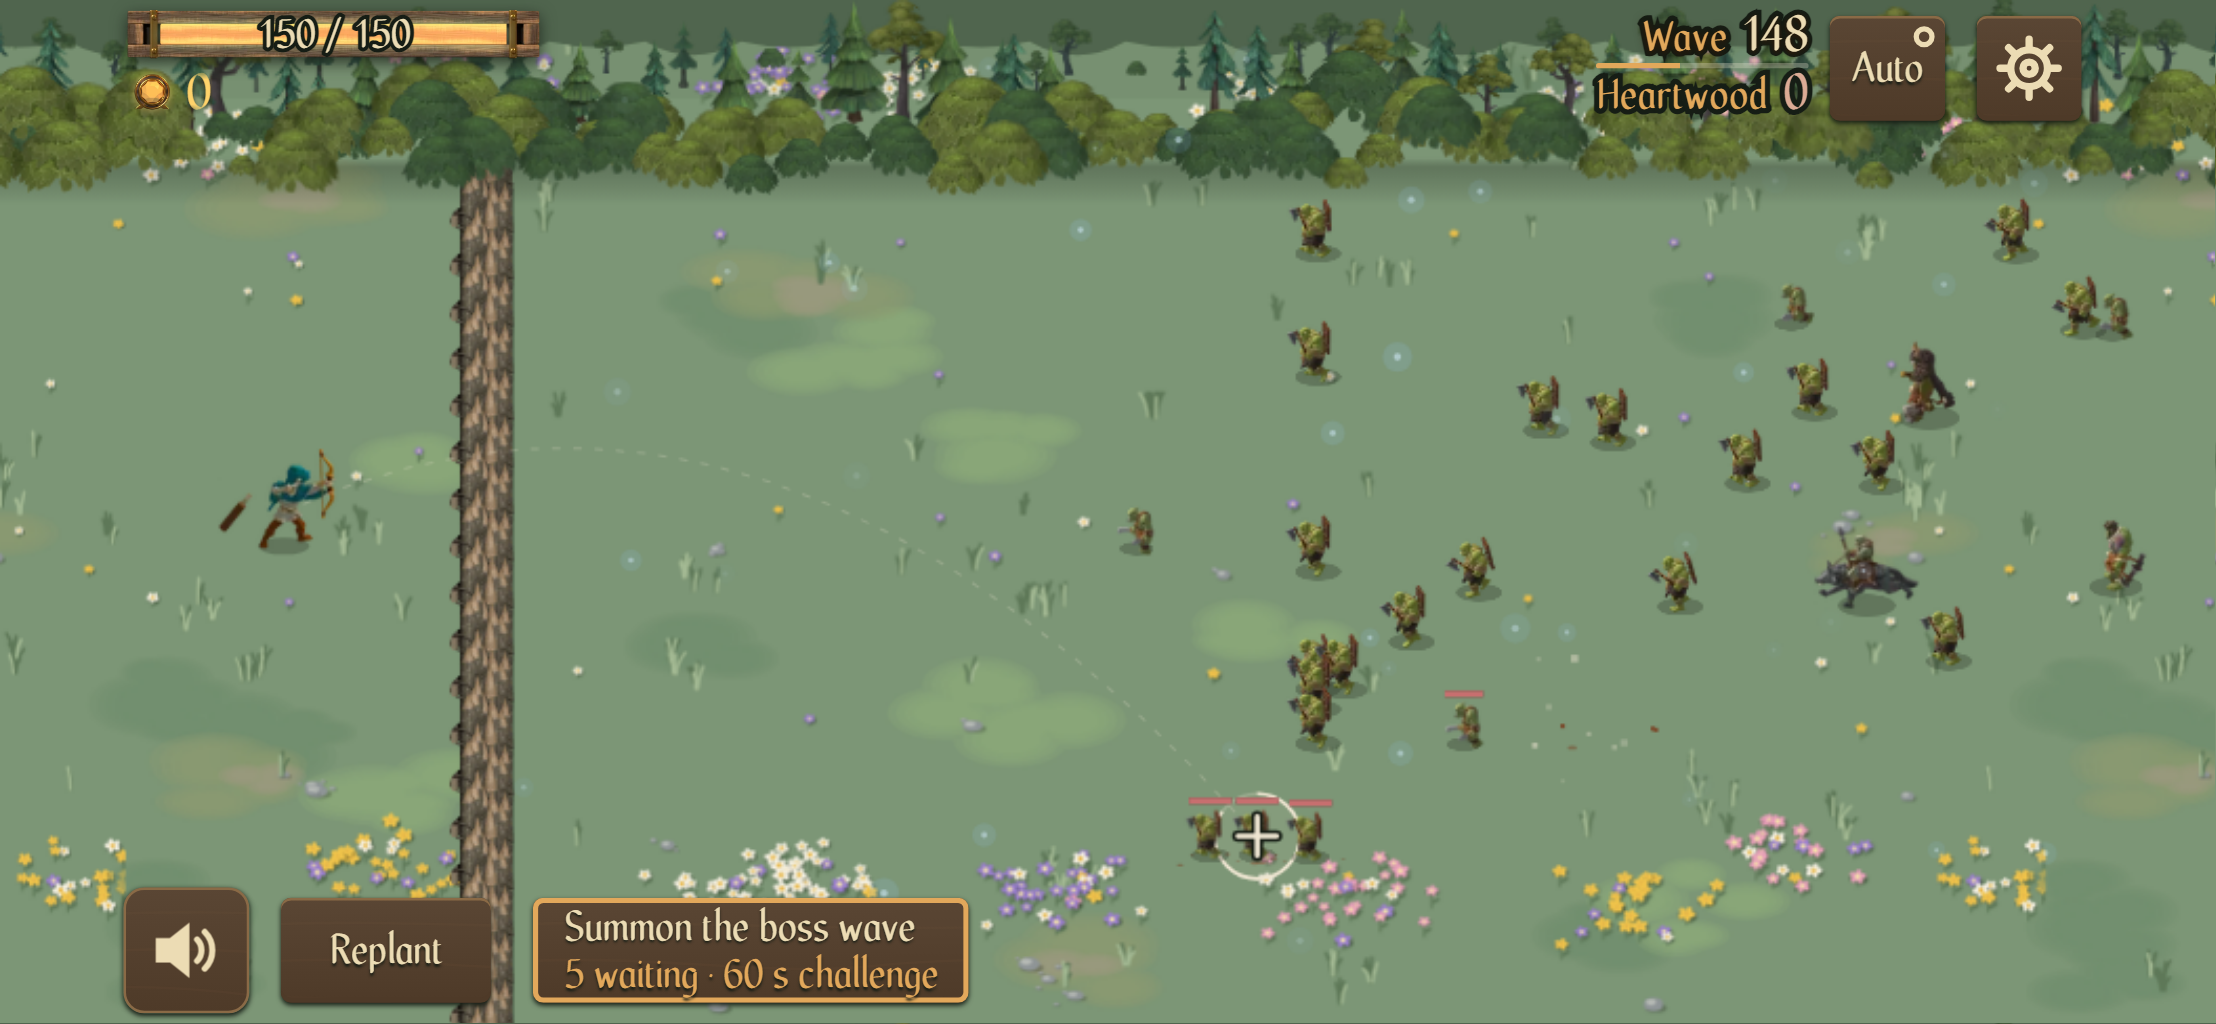 150 / 150
0
Wave 148
Heartwood 0
Auto
Replant
Summon the boss wave
5 waiting · 60 s challenge